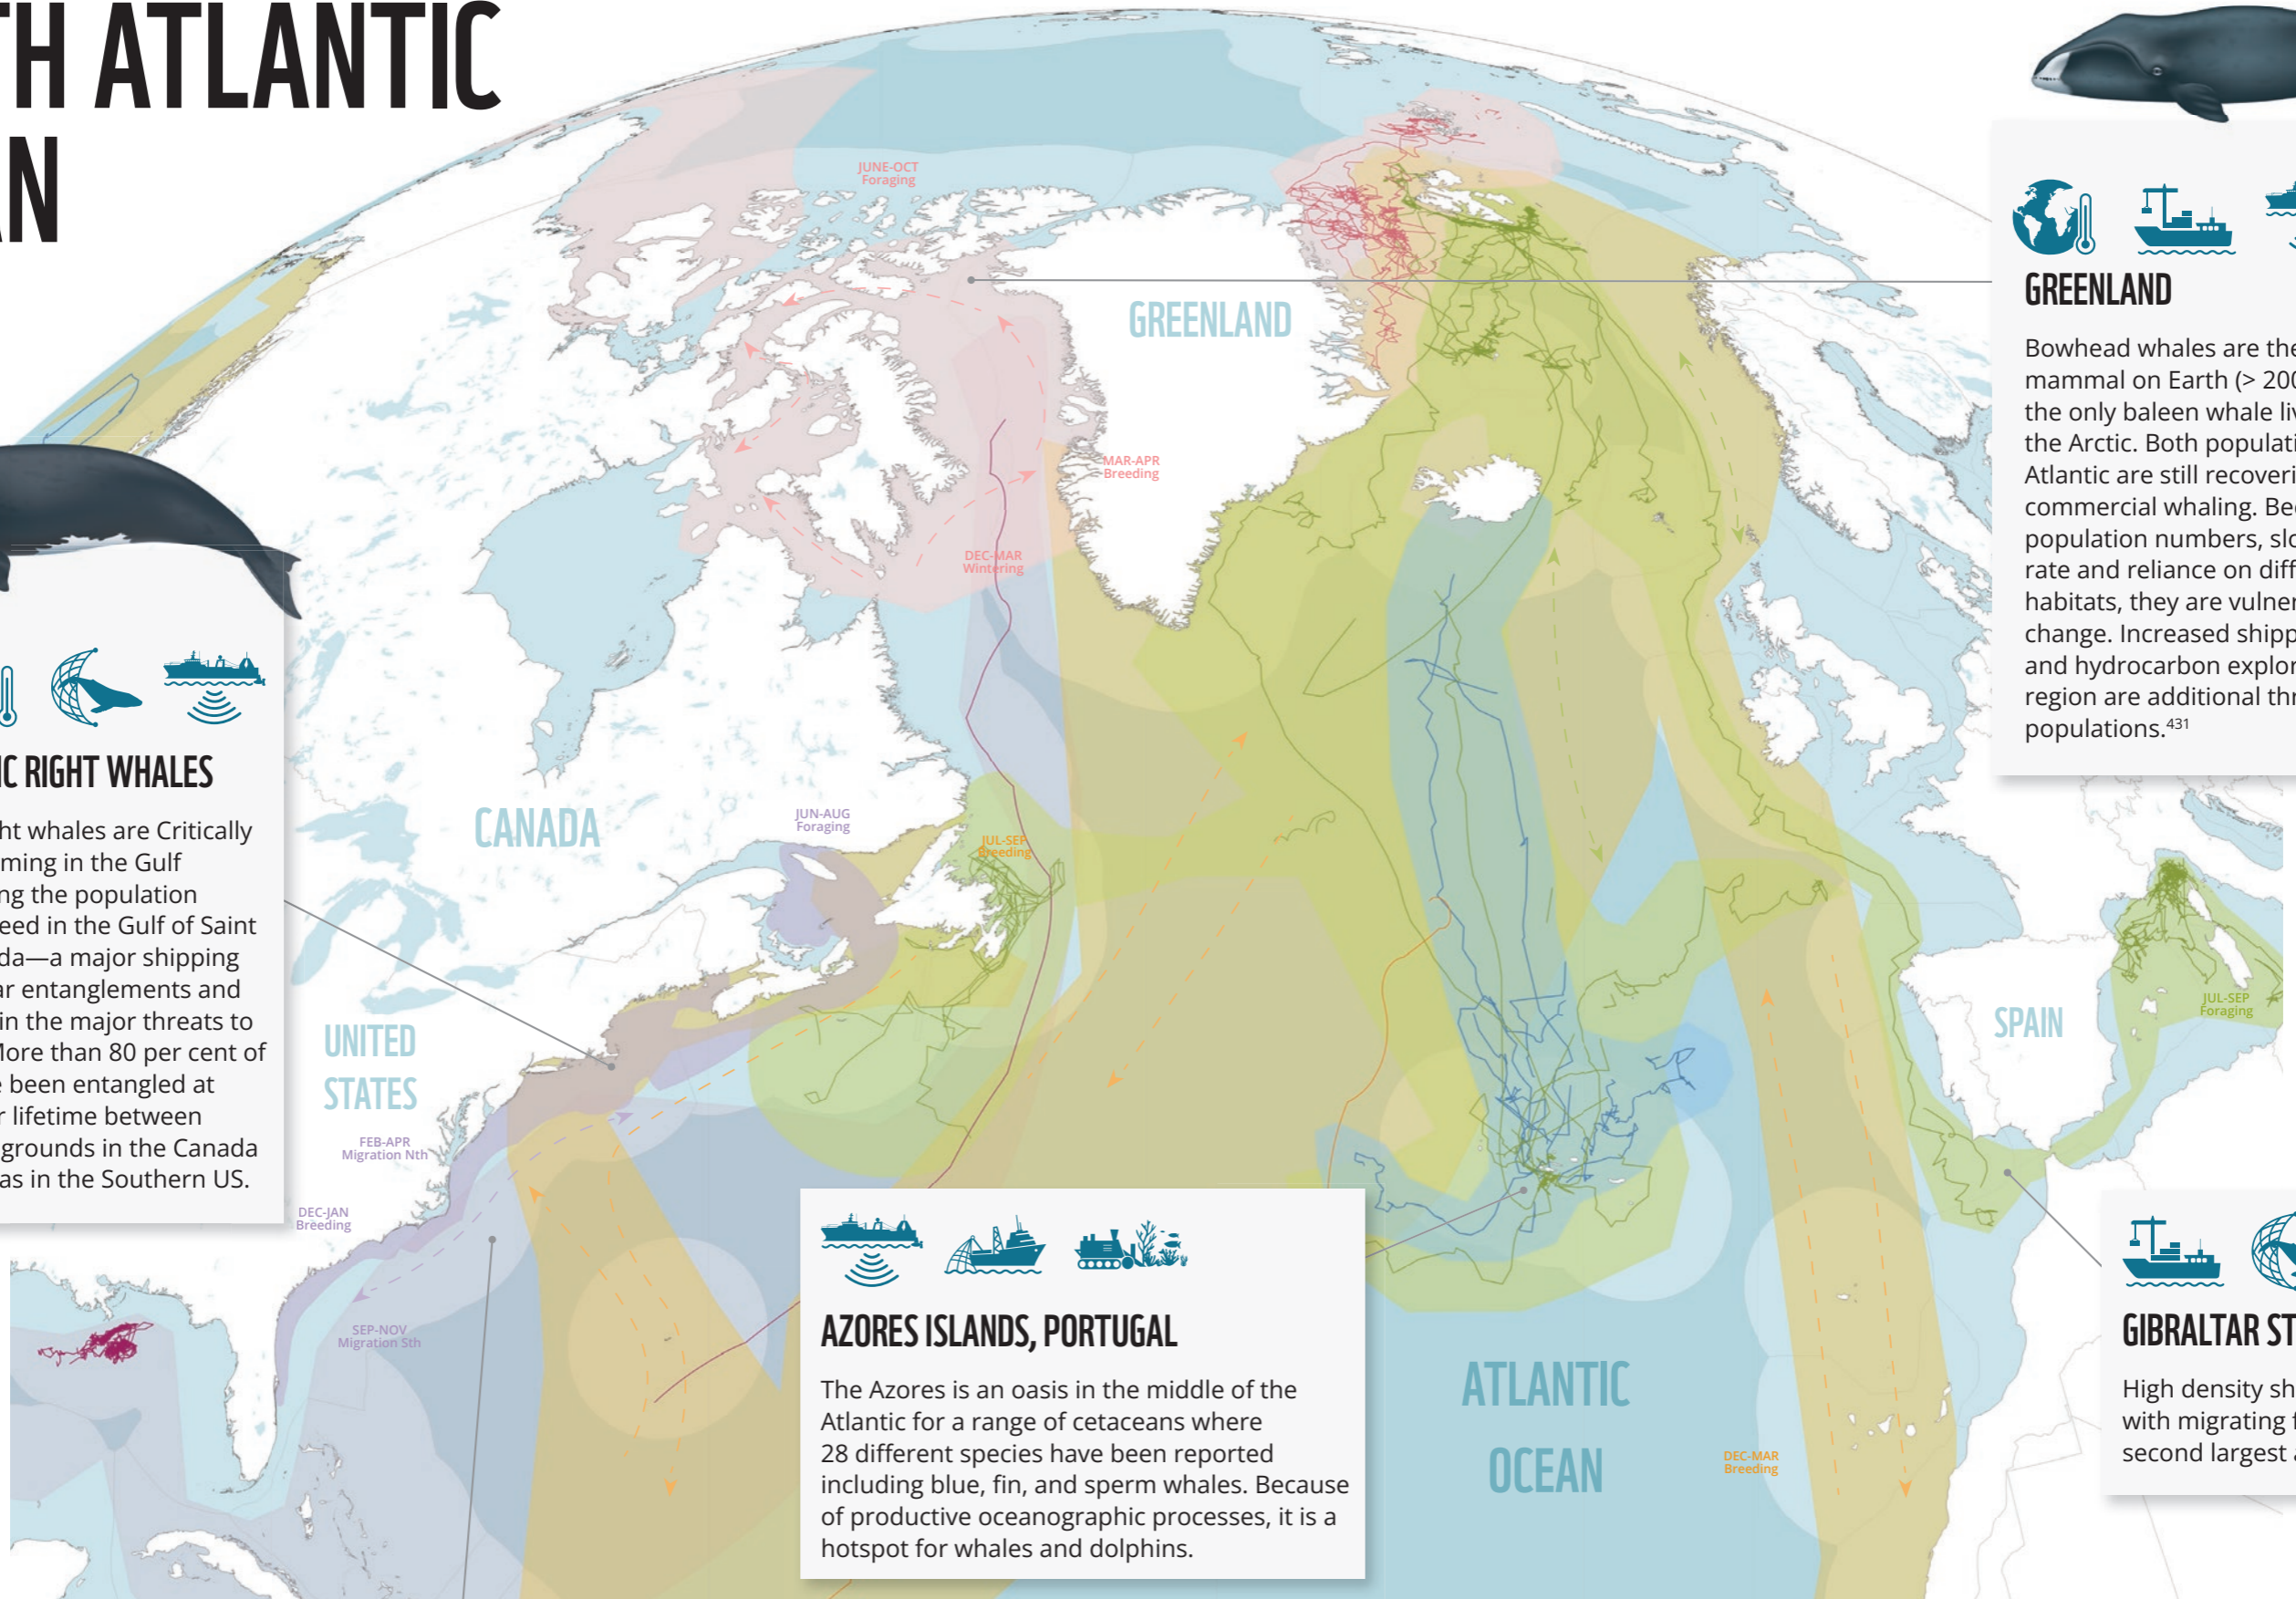 TH ATLANTIC
AN
JUNE-OCT
Foraging
GREENLAND
MAR-APR
Breeding
DEC-MAR
Wintering
CANADA
JUN-AUG
Foraging
JUL-SEP
Breeding
UNITED
STATES
FEB-APR
Migration Nth
DEC-JAN
Breeding
SEP-NOV
Migration Sth
SPAIN
JUL-SEP
Foraging
ATLANTIC
OCEAN
DEC-MAR
Breeding
IC RIGHT WHALES
ht whales are Critically
ming in the Gulf
ng the population
eed in the Gulf of Saint
da—a major shipping
ar entanglements and
in the major threats to
More than 80 per cent of
e been entangled at
r lifetime between
grounds in the Canada
as in the Southern US.
AZORES ISLANDS, PORTUGAL
The Azores is an oasis in the middle of the
Atlantic for a range of cetaceans where
28 different species have been reported
including blue, fin, and sperm whales. Because
of productive oceanographic processes, it is a
hotspot for whales and dolphins.
GREENLAND
Bowhead whales are the
mammal on Earth (> 200
the only baleen whale liv
the Arctic. Both populati
Atlantic are still recoveri
commercial whaling. Bec
population numbers, slo
rate and reliance on diff
habitats, they are vulner
change. Increased shipp
and hydrocarbon explor
region are additional thr
populations.431
GIBRALTAR ST
High density sh
with migrating f
second largest a